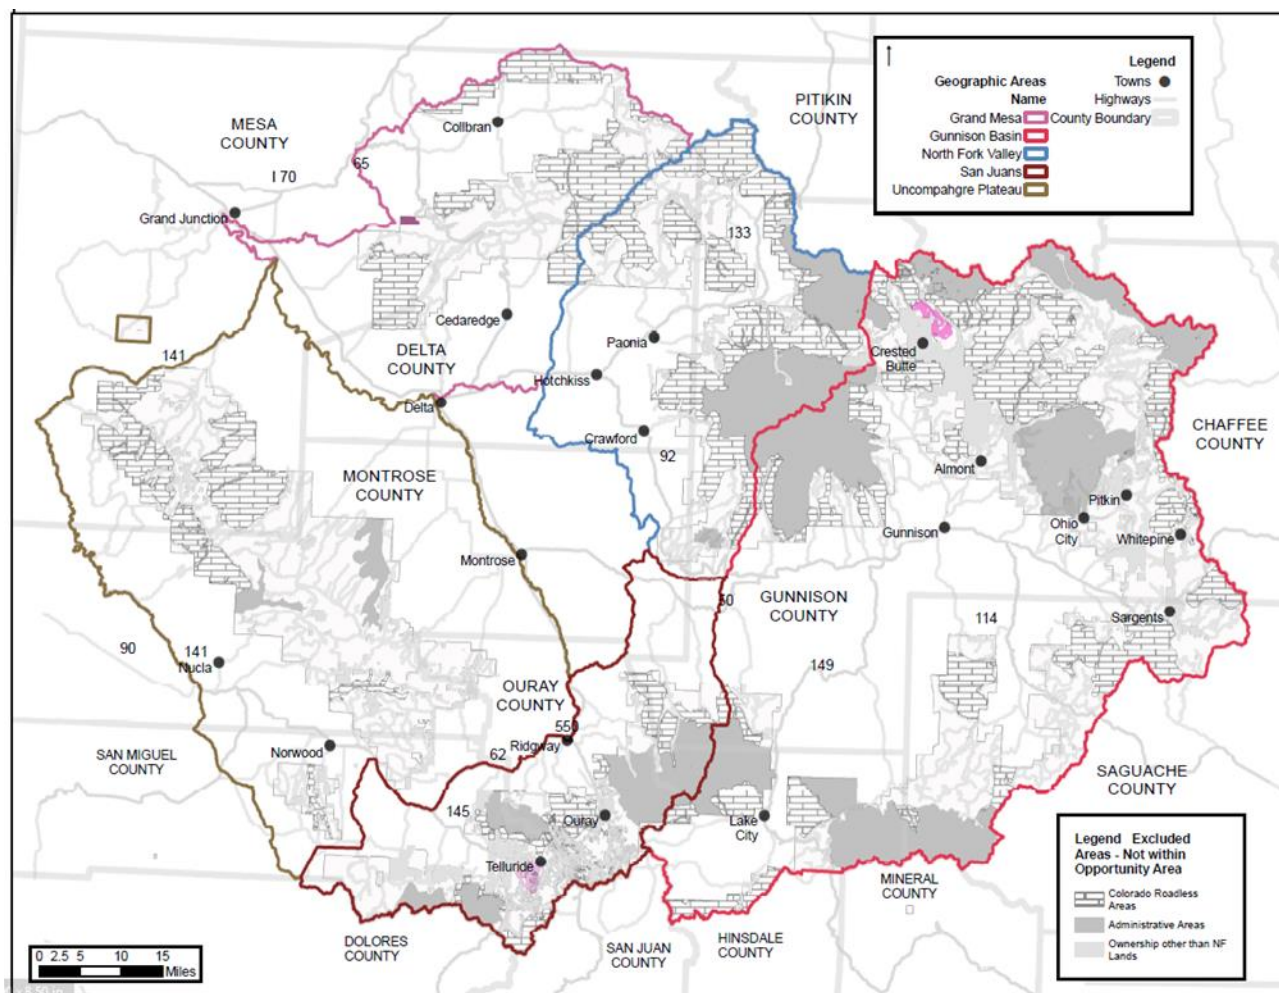 PITIKIN
COUNTY
Legend
Geographic Areas
Name
Towns
Highways
County Boundary
Grand Mesa
Gunnison Basin
North Fork Valley
San Juans
Uncompahgre Plateau
MESA
COUNTY
Collbran
65
I 70
Grand Junction
133
Cedaredge
Paonia
Crested
Butte
141
DELTA
COUNTY
Hotchkiss
Delta
CHAFFEE
COUNTY
Crawford
92
Almont
MONTROSE
COUNTY
Pitkin
Gunnison
Ohio
City
Whitepine
Montrose
50
GUNNISON
COUNTY
114
Sargents
90
141
Nucla
149
OURAY
COUNTY
550
Ridgway
62
Norwood
SAN MIGUEL
COUNTY
SAGUACHE
COUNTY
145
Ouray
Lake
City
Telluride
MINERAL
COUNTY
DOLORES
COUNTY
SAN JUAN
COUNTY
HINSDALE
COUNTY
Legend Excluded
Areas - Not within
Opportunity Area
Colorado Roadless
Areas
Administrative Areas
Ownership other than NF
Lands
0 2.5 5 10 15
Miles